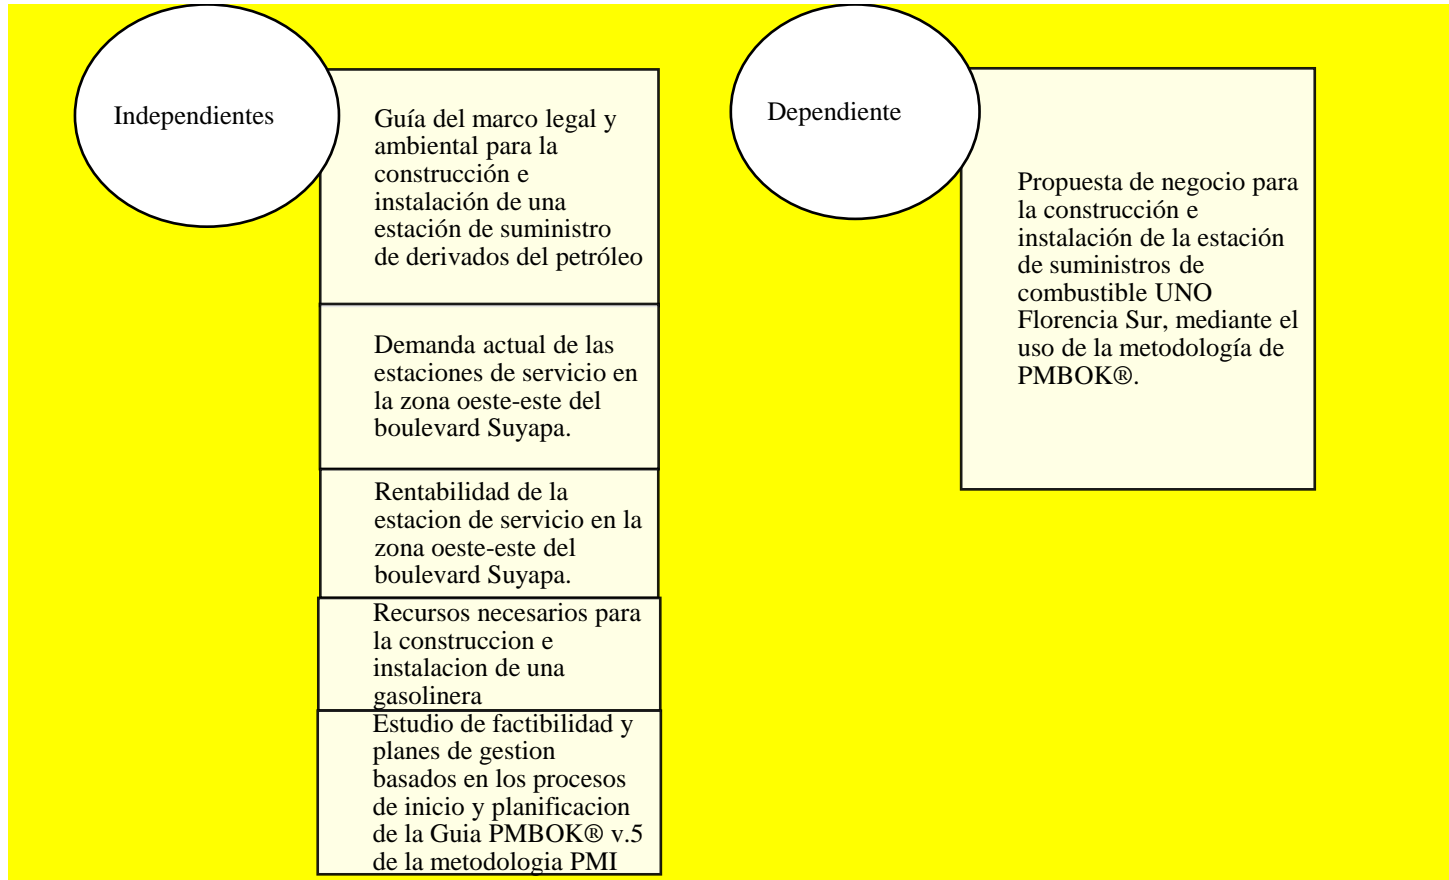 Independientes
Guía del marco legal y
ambiental para la
construcción e
instalación de una
estación de suministro
de derivados del petróleo
Demanda actual de las
estaciones de servicio en
la zona oeste-este del
boulevard Suyapa.
Rentabilidad de la
estacion de servicio en la
zona oeste-este del
boulevard Suyapa.
Recursos necesarios para
la construccion e
instalacion de una
gasolinera
Estudio de factibilidad y
planes de gestion
basados en los procesos
de inicio y planificacion
de la Guia PMBOK® v.5
de la metodologia PMI
Dependiente
Propuesta de negocio para
la construcción e
instalación de la estación
de suministros de
combustible UNO
Florencia Sur, mediante el
uso de la metodología de
PMBOK®.